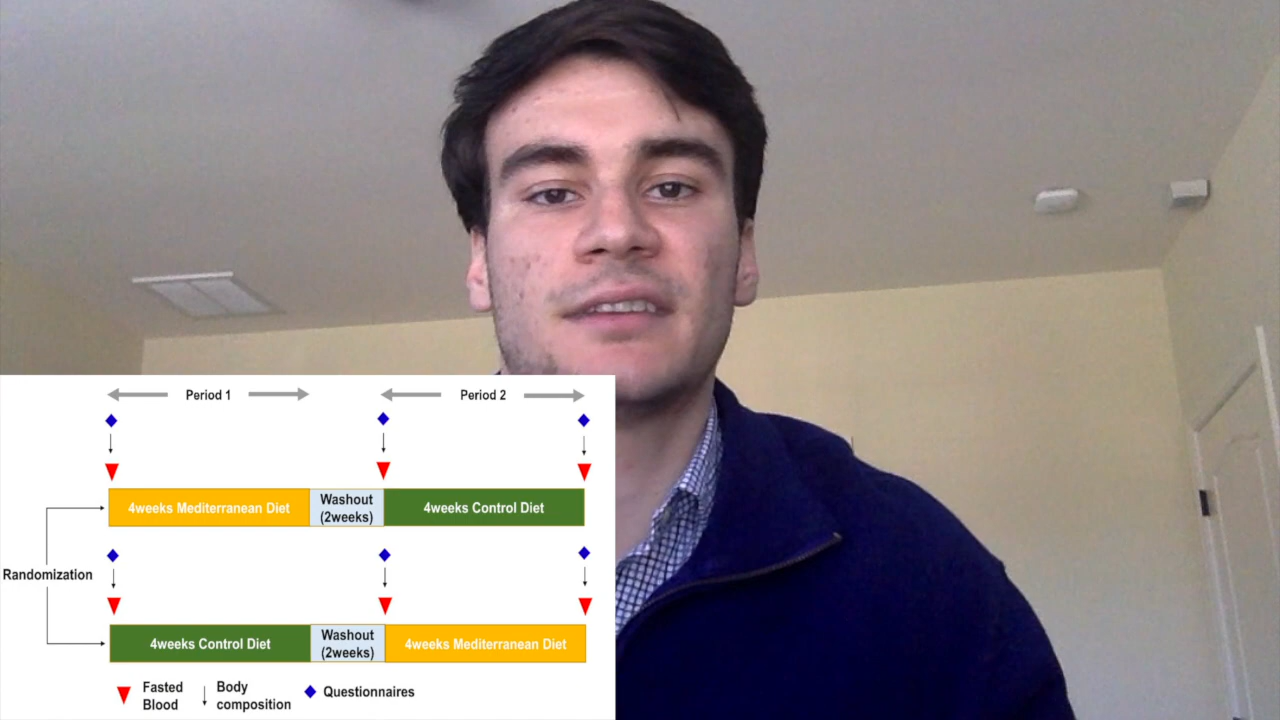 Period 1
Period 2
4weeks Mediterranean Diet
Washout
(2weeks)
4weeks Control Diet
Randomization
4weeks Control Diet
Washout
(2weeks)
4weeks Mediterranean Diet
Fasted
Blood
Body
composition
Questionnaires